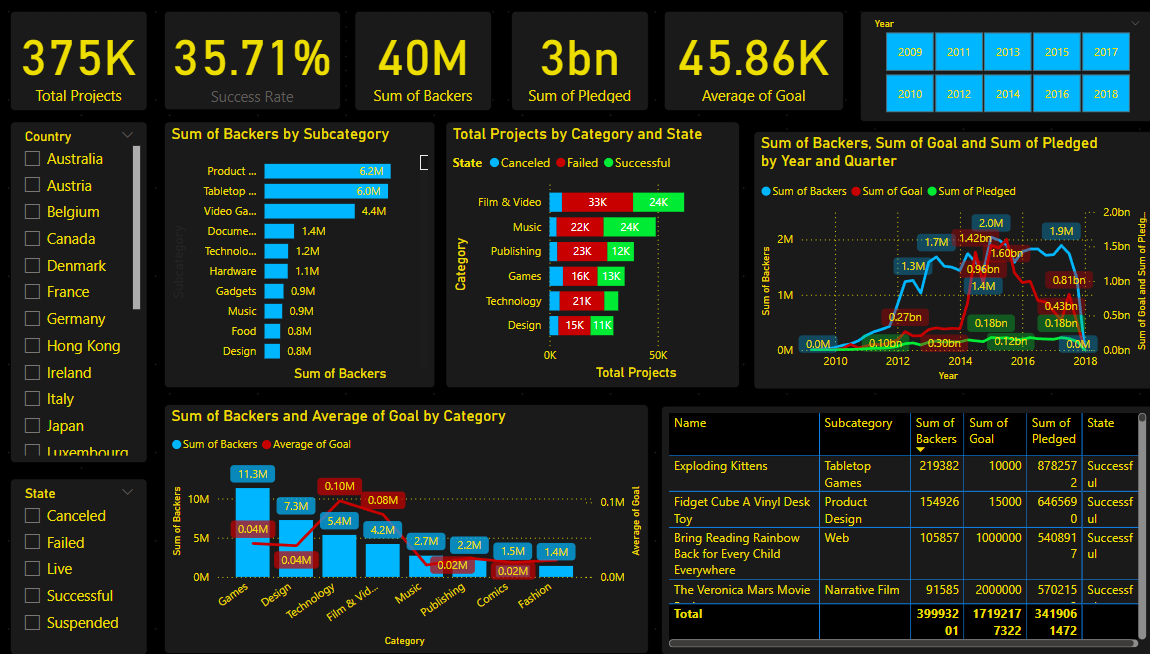 375K
Total Projects
35.71%
Success Rate
40M
Sum of Backers
3bn
Sum of Pledged
45.86K
Average of Goal
Year
2009 2011 2013 2015 2017
2010 2012 2014 2016 2018
Country
Australia
Austria
Belgium
Canada
Denmark
France
Germany
Hong Kong
Ireland
Italy
Japan
Luxembourg
State
Canceled
Failed
Live
Successful
Suspended
Sum of Backers by Subcategory
Subcategory
Product ... 6.2M
Tabletop ... 6.0M
Video Ga... 4.4M
Docume... 1.4M
Technolo... 1.2M
Hardware 1.1M
Gadgets 0.9M
Music 0.9M
Food 0.8M
Design 0.8M
Sum of Backers
Total Projects by Category and State
State Canceled Failed Successful
Category
Film & Video 33K 24K
Music 22K 24K
Publishing 23K 12K
Games 16K 13K
Technology 21K
Design 15K 11K
0K 50K
Total Projects
Sum of Backers, Sum of Goal and Sum of Pledged
by Year and Quarter
Sum of Backers Sum of Goal Sum of Pledged
Sum of Backers
2M
1M
0M
2.0bn
1.5bn
1.0bn
0.5bn
0.0bn
Sum of Goal and Sum of Pledg...
0.0M
1.3M
1.7M
2.0M
1.4M
1.9M
0.0M
1.42bn
1.60bn
0.96bn
0.81bn
0.43bn
0.27bn
0.30bn
0.10bn
0.18bn
0.12bn
0.18bn
2010 2012 2014 2016 2018
Year
Sum of Backers and Average of Goal by Category
Sum of Backers Average of Goal
Sum of Backers
10M
5M
0M
11.3M
7.3M
5.4M
4.2M
2.7M
2.2M
1.5M
1.4M
0.04M
0.04M
0.10M
0.08M
0.02M
0.02M
0.1M
0.0M
Average of Goal
Games
Design
Technology
Film & Vid...
Music
Publishing
Comics
Fashion
Category
Name Subcategory Sum of Backers Sum of Goal Sum of Pledged State
Exploding Kittens Tabletop Games 219382 10000 8782572 Successful
Fidget Cube A Vinyl Desk Toy Product Design 154926 15000 6465690 Successful
Bring Reading Rainbow Back for Every Child Everywhere Web 105857 1000000 5408917 Successful
The Veronica Mars Movie Narrative Film 91585 2000000 570215 Successf
Total 39993201 17192177322 3419061472